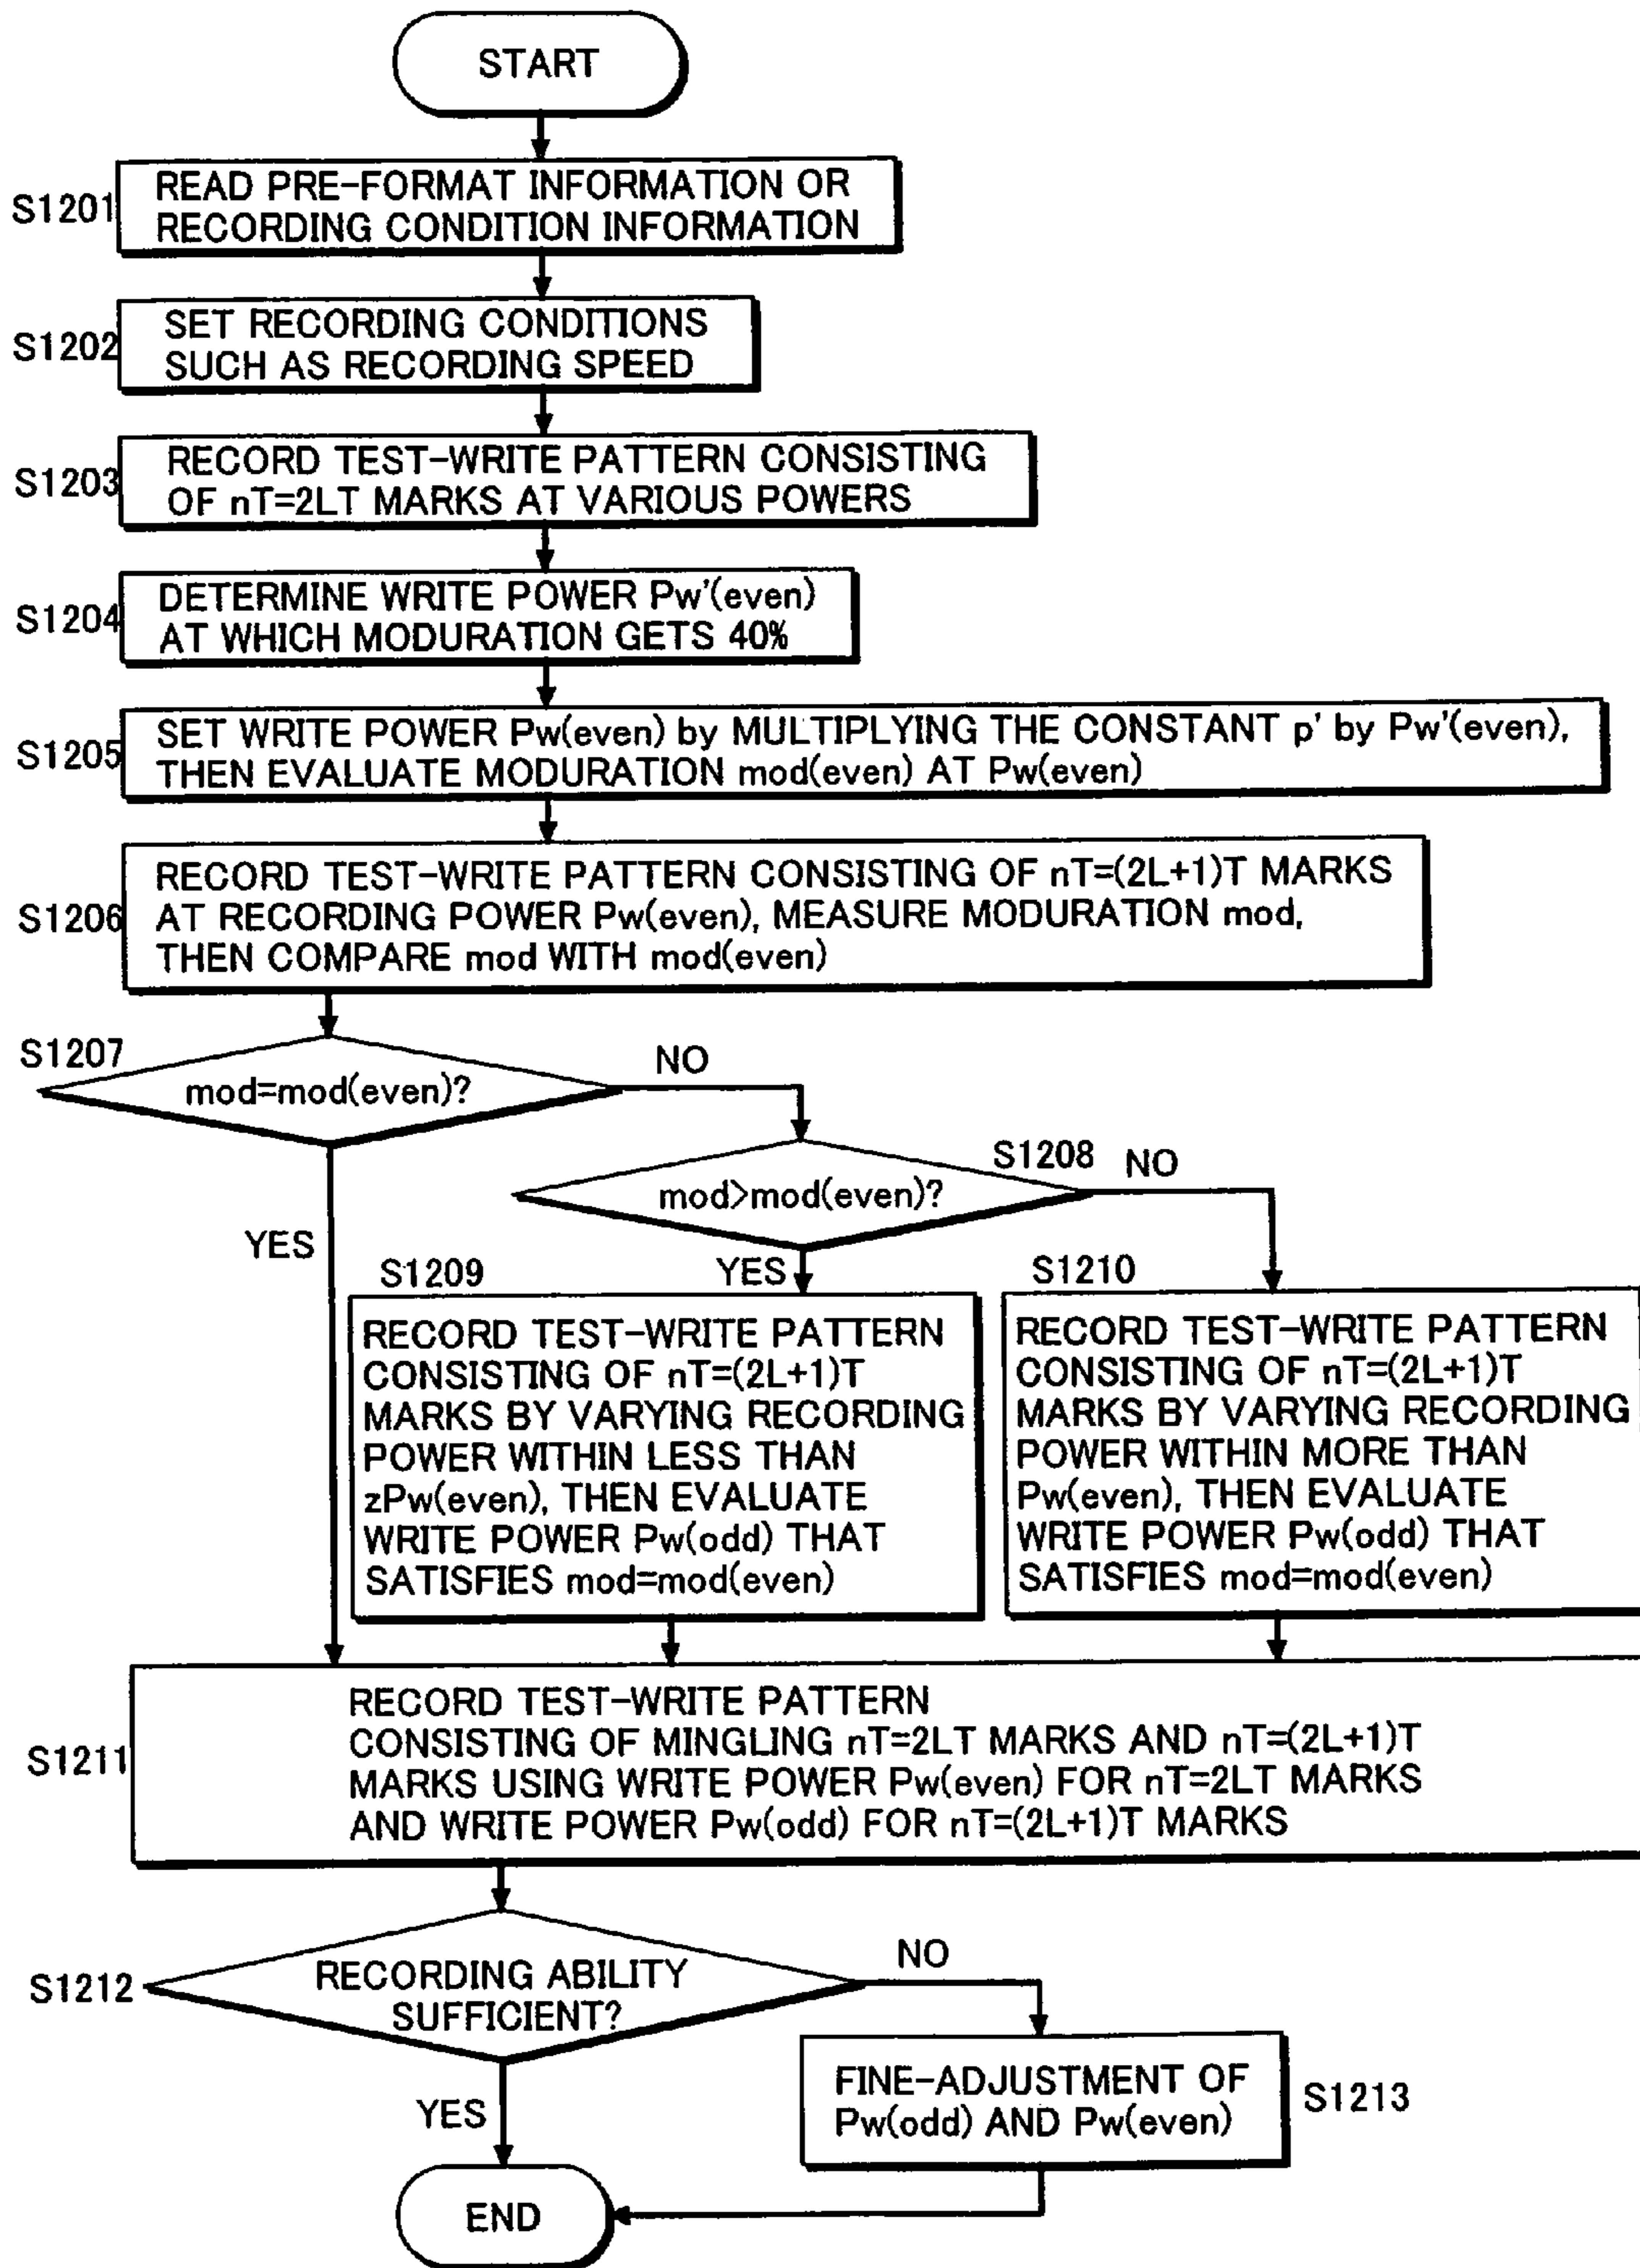 START
S1201
READ PRE-FORMAT INFORMATION OR
RECORDING CONDITION INFORMATION
S1202
SET RECORDING CONDITIONS
SUCH AS RECORDING SPEED
S1203
RECORD TEST-WRITE PATTERN CONSISTING
OF nT=2LT MARKS AT VARIOUS POWERS
S1204
DETERMINE WRITE POWER Pw'(even)
AT WHICH MODURATION GETS 40%
S1205
SET WRITE POWER Pw(even) by MULTIPLYING THE CONSTANT p' by Pw'(even),
THEN EVALUATE MODURATION mod(even) AT Pw(even)
S1206
RECORD TEST-WRITE PATTERN CONSISTING OF nT=(2L+1)T MARKS
AT RECORDING POWER Pw(even), MEASURE MODURATION mod,
THEN COMPARE mod WITH mod(even)
S1207
mod=mod(even)?
NO
YES
S1208
mod>mod(even)?
NO
YES
S1209
RECORD TEST-WRITE PATTERN
CONSISTING OF nT=(2L+1)T
MARKS BY VARYING RECORDING
POWER WITHIN LESS THAN
zPw(even), THEN EVALUATE
WRITE POWER Pw(odd) THAT
SATISFIES mod=mod(even)
S1210
RECORD TEST-WRITE PATTERN
CONSISTING OF nT=(2L+1)T
MARKS BY VARYING RECORDING
POWER WITHIN MORE THAN
Pw(even), THEN EVALUATE
WRITE POWER Pw(odd) THAT
SATISFIES mod=mod(even)
S1211
RECORD TEST-WRITE PATTERN
CONSISTING OF MINGLING nT=2LT MARKS AND nT=(2L+1)T
MARKS USING WRITE POWER Pw(even) FOR nT=2LT MARKS
AND WRITE POWER Pw(odd) FOR nT=(2L+1)T MARKS
S1212
RECORDING ABILITY
SUFFICIENT?
NO
YES
FINE-ADJUSTMENT OF
Pw(odd) AND Pw(even)
S1213
END